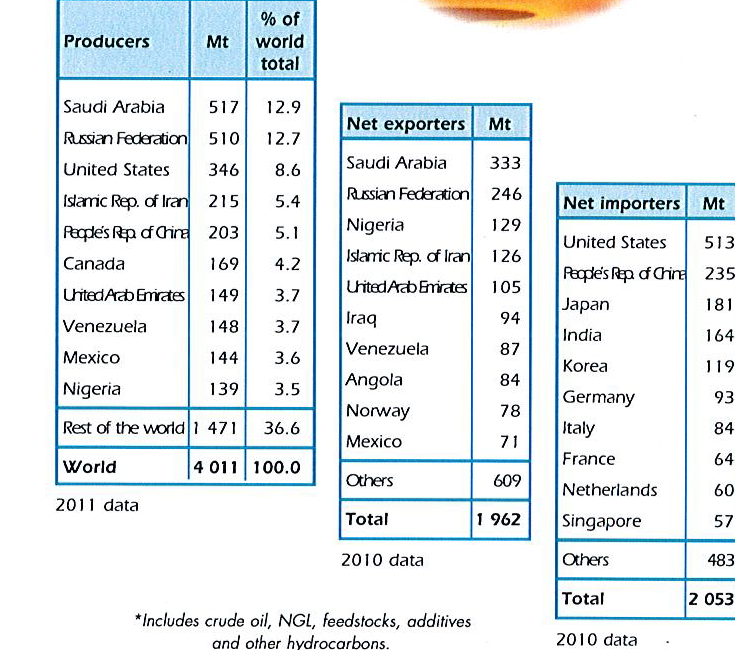 Producers Mt % of world total
Saudi Arabia 517 12.9
Russian Federation 510 12.7
United States 346 8.6
Islamic Rep. of Iran 215 5.4
People's Rep. of China 203 5.1
Canada 169 4.2
United Arab Emirates 149 3.7
Venezuela 148 3.7
Mexico 144 3.6
Nigeria 139 3.5
Rest of the world 1 471 36.6
World 4 011 100.0
2011 data
Net exporters Mt
Saudi Arabia 333
Russian Federation 246
Nigeria 129
Islamic Rep. of Iran 126
United Arab Emirates 105
Iraq 94
Venezuela 87
Angola 84
Norway 78
Mexico 71
Others 609
Total 1 962
2010 data
Net importers Mt
United States 513
People's Rep. of China 235
Japan 181
India 164
Korea 119
Germany 93
Italy 84
France 64
Netherlands 60
Singapore 57
Others 483
Total 2 053
2010 data
*Includes crude oil, NGL, feedstocks, additives
and other hydrocarbons.